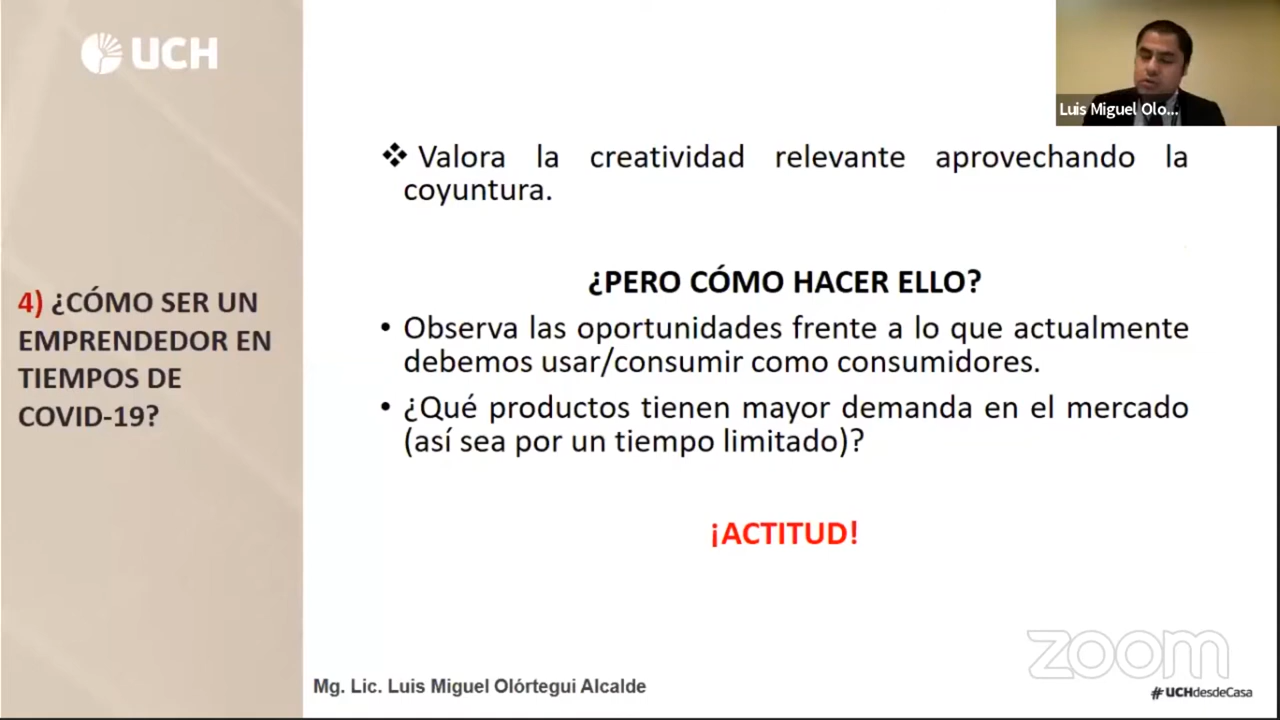 UCH
Luis Miguel Olo...
❖ Valora la creatividad relevante aprovechando la
coyuntura.
¿PERO CÓMO HACER ELLO?
• Observa las oportunidades frente a lo que actualmente
debemos usar/consumir como consumidores.
• ¿Qué productos tienen mayor demanda en el mercado
(así sea por un tiempo limitado)?
¡ACTITUD!
4) ¿CÓMO SER UN
EMPRENDEDOR EN
TIEMPOS DE
COVID-19?
zoom
Mg. Lic. Luis Miguel Olórtegui Alcalde
#UCHdesdeCasa